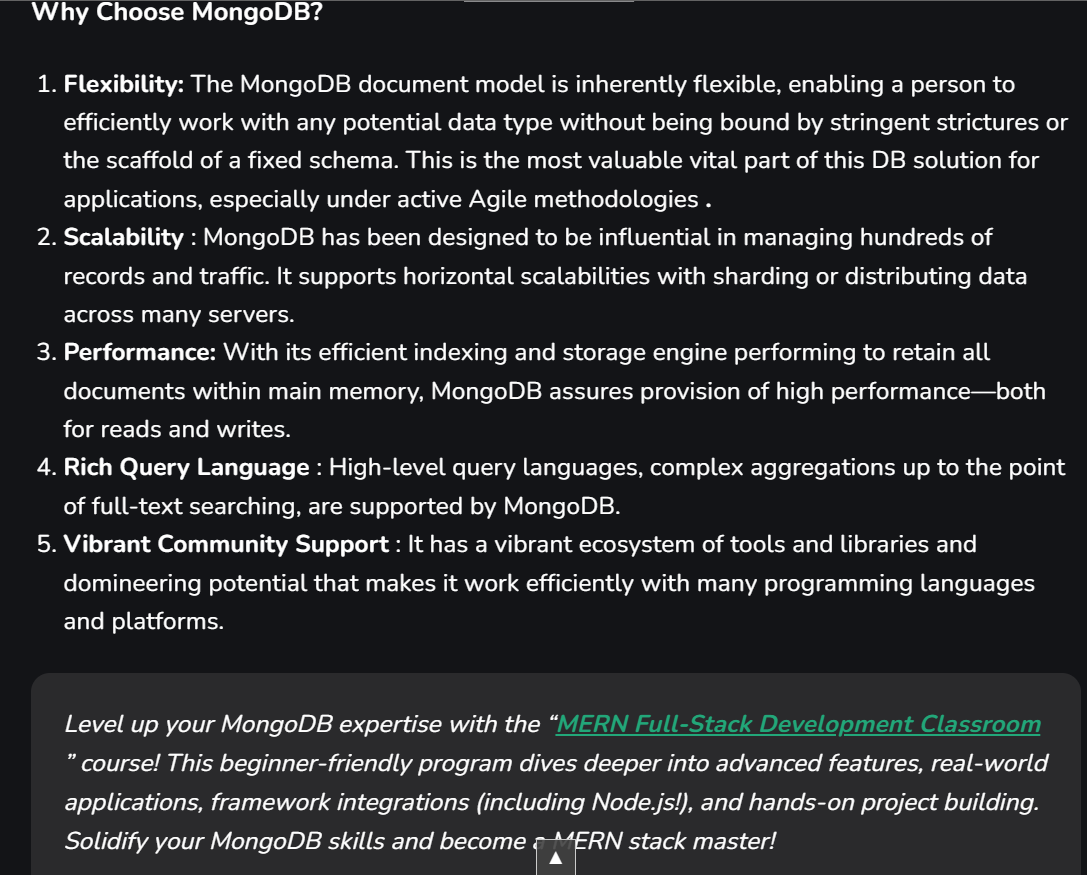 Why Choose MongoDB?
1. Flexibility: The MongoDB document model is inherently flexible, enabling a person to
efficiently work with any potential data type without being bound by stringent strictures or
the scaffold of a fixed schema. This is the most valuable vital part of this DB solution for
applications, especially under active Agile methodologies .
2. Scalability : MongoDB has been designed to be influential in managing hundreds of
records and traffic. It supports horizontal scalabilities with sharding or distributing data
across many servers.
3. Performance: With its efficient indexing and storage engine performing to retain all
documents within main memory, MongoDB assures provision of high performance—both
for reads and writes.
4. Rich Query Language : High-level query languages, complex aggregations up to the point
of full-text searching, are supported by MongoDB.
5. Vibrant Community Support : It has a vibrant ecosystem of tools and libraries and
domineering potential that makes it work efficiently with many programming languages
and platforms.
Level up your MongoDB expertise with the “MERN Full-Stack Development Classroom
” course! This beginner-friendly program dives deeper into advanced features, real-world
applications, framework integrations (including Node.js!), and hands-on project building.
Solidify your MongoDB skills and become a MERN stack master!